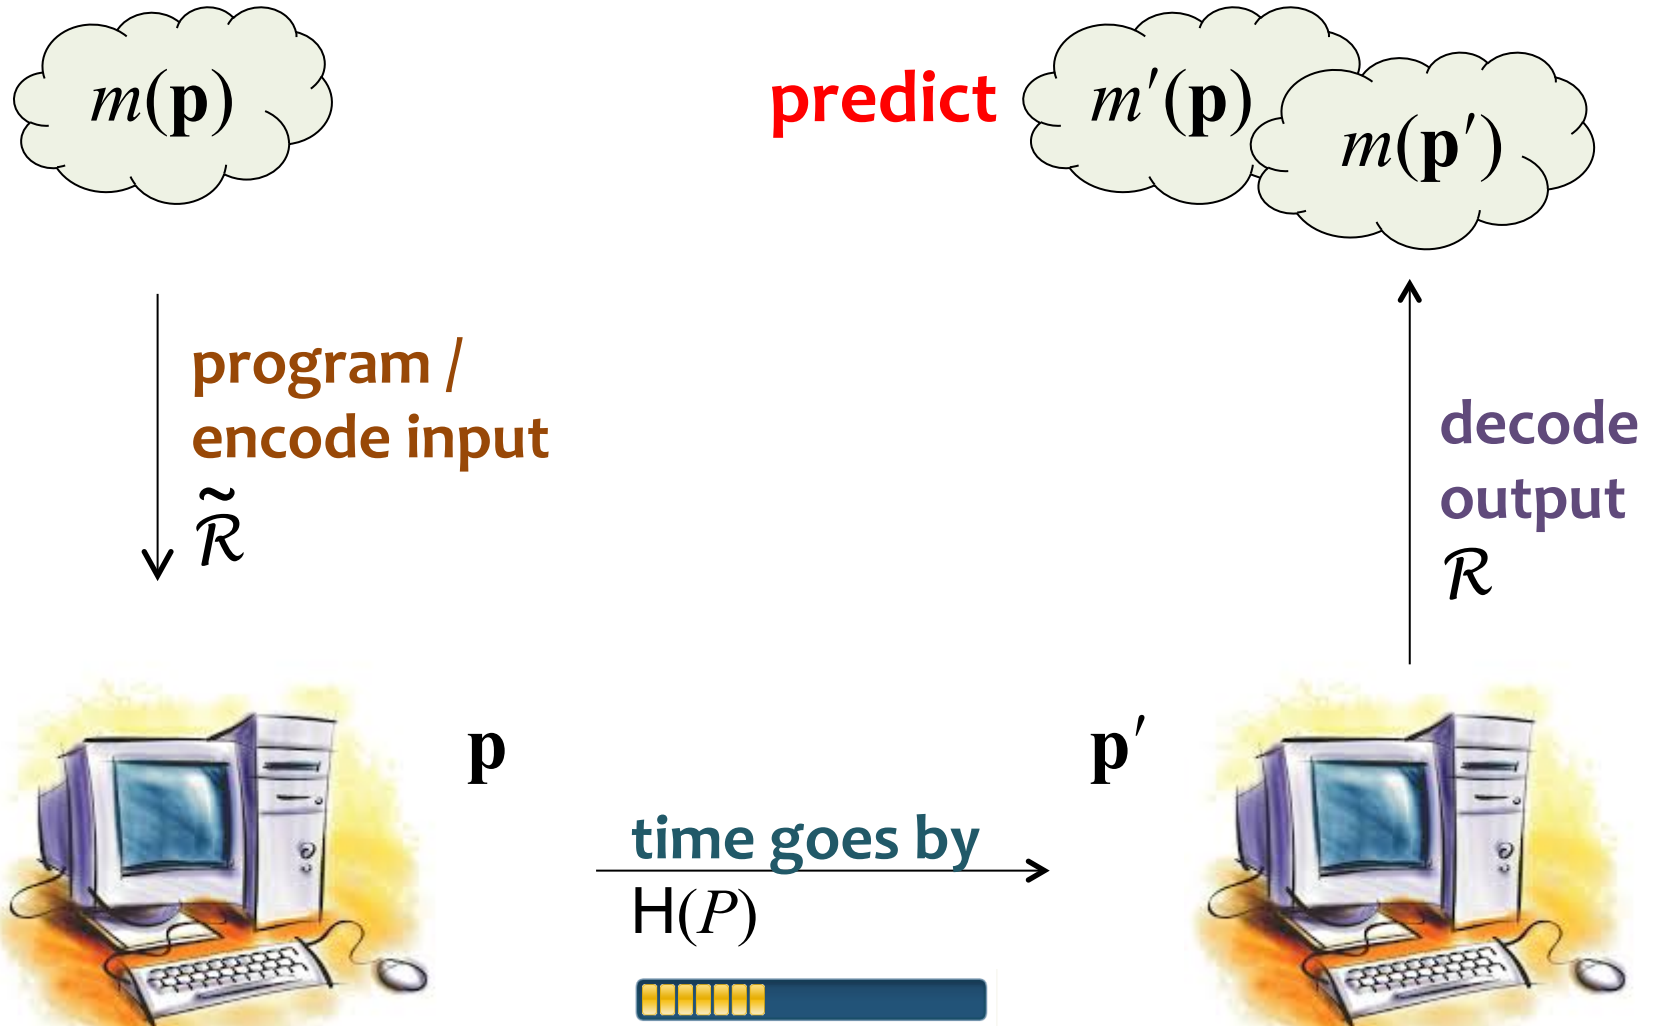 m(p)
predict
m′(p)
m(p′)
program /
encode input
R̃
decode
output
R
p
p′
time goes by
H(P)